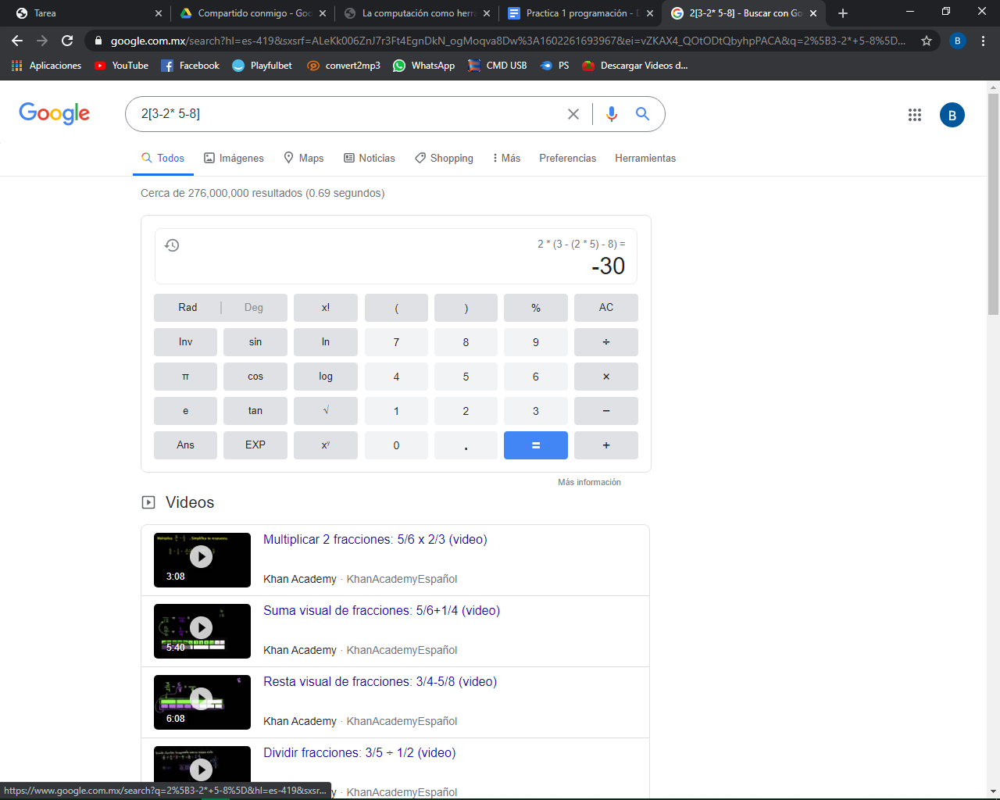 Tarea
Compartido conmigo - Goo
La computación como herra
Practica 1 programación - D
2[3-2* 5-8] - Buscar con Go
google.com.mx/search?hl=es-419&sxsrf=ALeKk006ZnJ7r3Ft4EgnDkN_ogMoqva8Dw%3A1602261693967&ei=vZKAX4_QOtODtQbyhpPACA&q=2%5B3-2*+5-8%5D...
B
Aplicaciones
YouTube
Facebook
Playfulbet
convert2mp3
WhatsApp
CMD USB
PS
Descargar Videos d...
Google
2[3-2* 5-8]
B
Todos
Imágenes
Maps
Noticias
Shopping
Más
Preferencias
Herramientas
Cerca de 276,000,000 resultados (0.69 segundos)
2 * (3 - (2 * 5) - 8) =
-30
Rad | Deg x! ( ) % AC
Inv sin ln 7 8 9 ÷
π cos log 4 5 6 ×
e tan √ 1 2 3 −
Ans EXP xʸ 0 . = +
Más información
Videos
Multiplicar 2 fracciones: 5/6 x 2/3 (video)
3:08
Khan Academy · KhanAcademyEspañol
Suma visual de fracciones: 5/6+1/4 (video)
5:40
Khan Academy · KhanAcademyEspañol
Resta visual de fracciones: 3/4-5/8 (video)
6:08
Khan Academy · KhanAcademyEspañol
Dividir fracciones: 3/5 ÷ 1/2 (video)
y · KhanAcademyEspañol
https://www.google.com.mx/search?q=2%5B3-2*+5-8%5D&hl=es-419&sxsr...